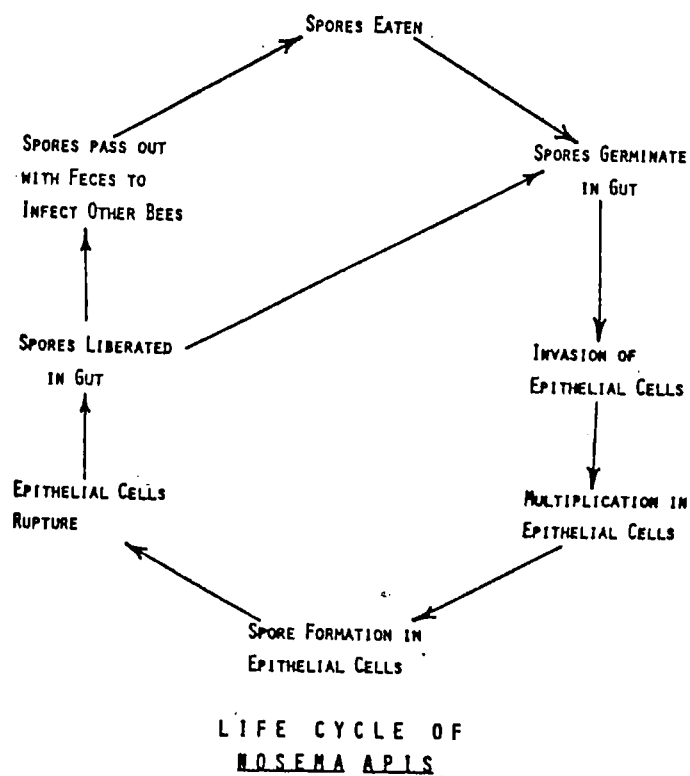 SPORES EATEN
SPORES GERMINATE
IN GUT
INVASION OF
EPITHELIAL CELLS
MULTIPLICATION IN
EPITHELIAL CELLS
SPORE FORMATION IN
EPITHELIAL CELLS
EPITHELIAL CELLS
RUPTURE
SPORES LIBERATED
IN GUT
SPORES PASS OUT
WITH FECES TO
INFECT OTHER BEES
LIFE CYCLE OF
NOSEMA APIS